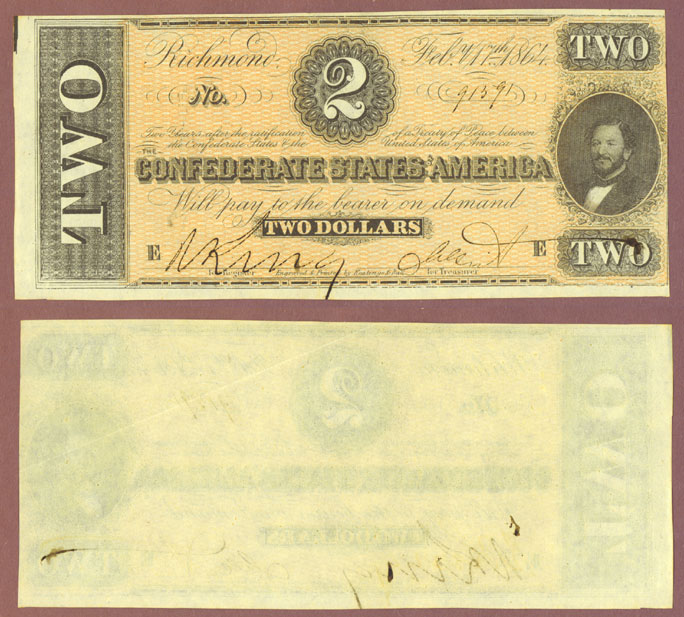 TWO
Richmond, Feby. 17th 1864.
TWO
No. 2 91591
Two Years after the ratification of a Treaty of Peace between
the Confederate States & the United States of America
THE
CONFEDERATE STATES OF AMERICA
Will pay to the bearer on demand
TWO DOLLARS
E E
TWO
for Register Engraved & Printed by Keatinge & Ball for Treasurer